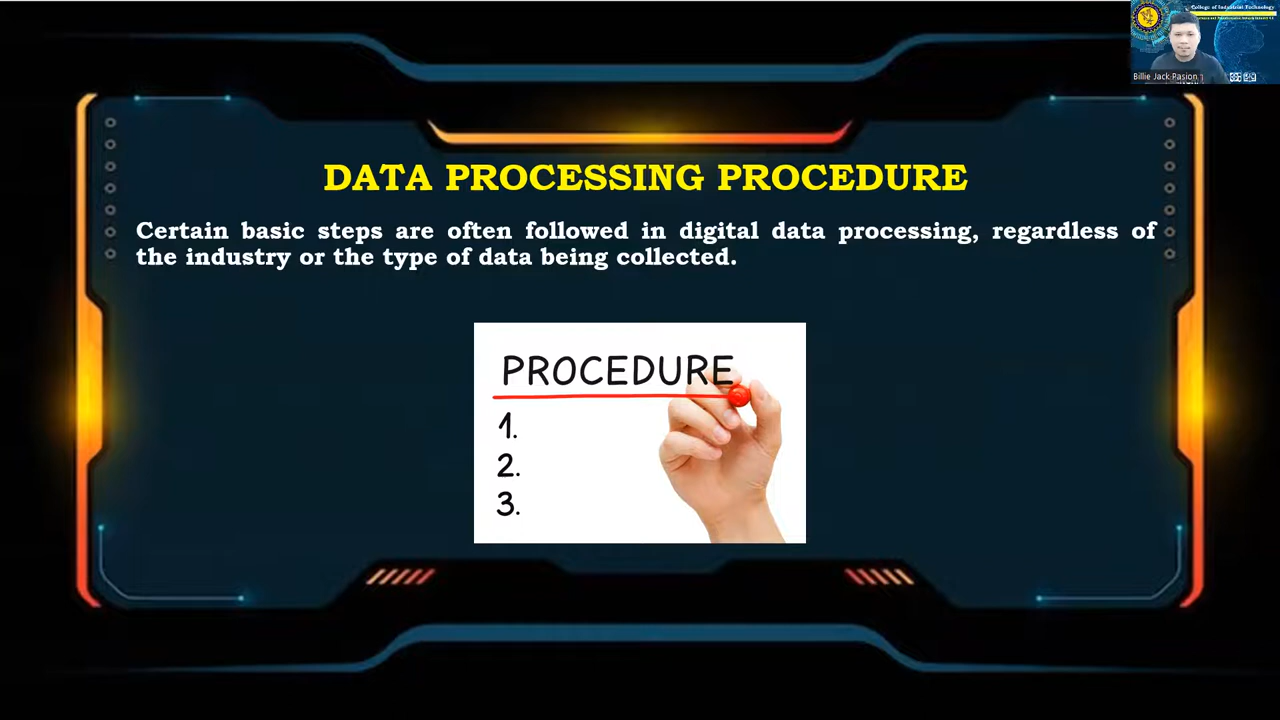 College of Industrial Technology
Billie Jack Pasion
DATA PROCESSING PROCEDURE
Certain basic steps are often followed in digital data processing, regardless of
the industry or the type of data being collected.
PROCEDURE
1.
2.
3.